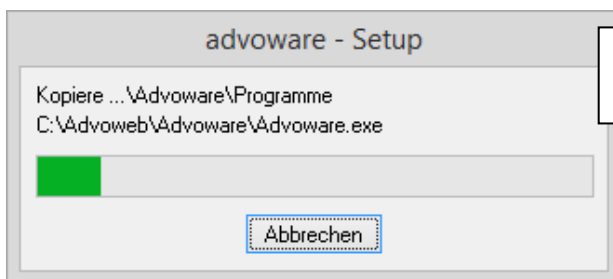 advoware - Setup
Kopiere ...\Advoware\Programme
C:\Advoweb\Advoware\Advoware.exe
Abbrechen